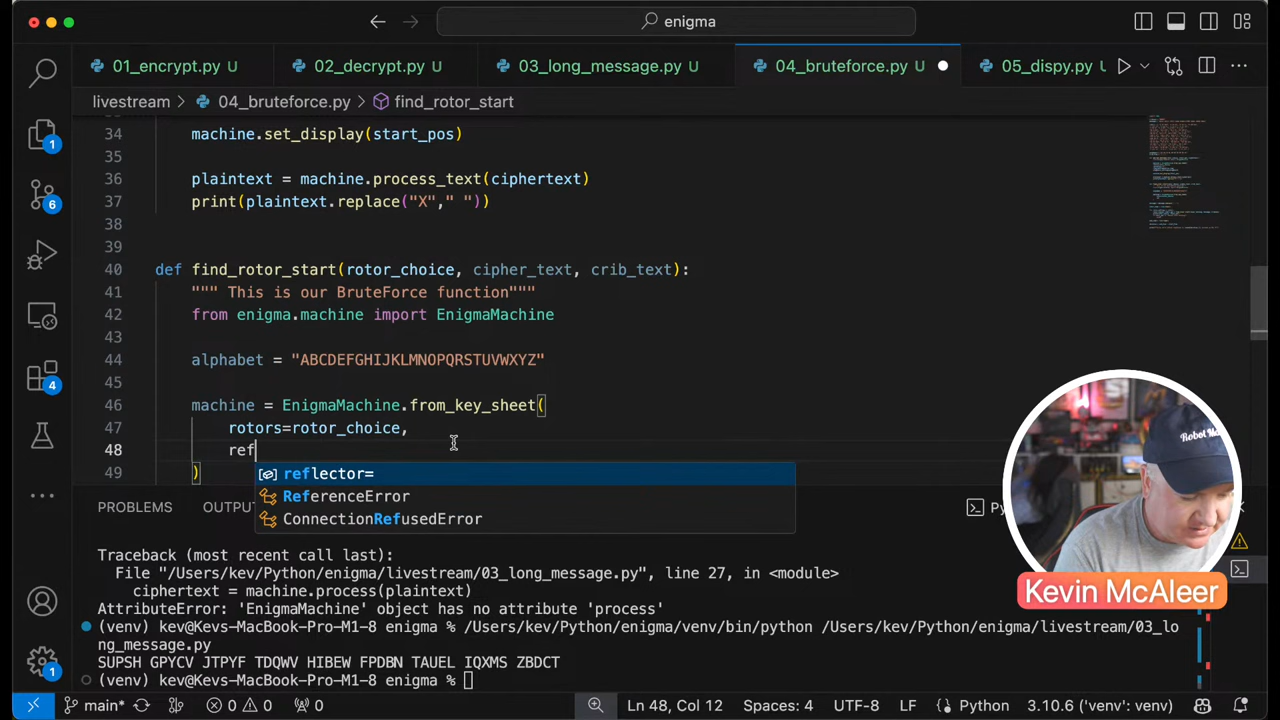 enigma
01_encrypt.py U
02_decrypt.py U
03_long_message.py U
04_bruteforce.py U
05_dispy.py
livestream > 04_bruteforce.py > find_rotor_start
34 machine.set_display(start_pos)
35
36 plaintext = machine.process_text(ciphertext)
37 print(plaintext.replace("X"," "))
38
39
40 def find_rotor_start(rotor_choice, cipher_text, crib_text):
41 """ This is our BruteForce function"""
42 from enigma.machine import EnigmaMachine
43
44 alphabet = "ABCDEFGHIJKLMNOPQRSTUVWXYZ"
45
46 machine = EnigmaMachine.from_key_sheet(
47 rotors=rotor_choice,
48 ref
49 )
reflector=
ReferenceError
ConnectionRefusedError
1
6
4
1
PROBLEMS OUTPU
Traceback (most recent call last):
File "/Users/kev/Python/enigma/livestream/03_long_message.py", line 27, in <module>
ciphertext = machine.process(plaintext)
AttributeError: 'EnigmaMachine' object has no attribute 'process'
(venv) kev@Kevs-MacBook-Pro-M1-8 enigma % /Users/kev/Python/enigma/venv/bin/python /Users/kev/Python/enigma/livestream/03_lo
ng_message.py
SUPSH GPYCV JTPYF TDQWV HIBEW FPDBN TAUEL IQXMS ZBDCT
(venv) kev@Kevs-MacBook-Pro-M1-8 enigma %
Kevin McAleer
main* 0 0 0 Ln 48, Col 12 Spaces: 4 UTF-8 LF Python 3.10.6 ('venv': venv)